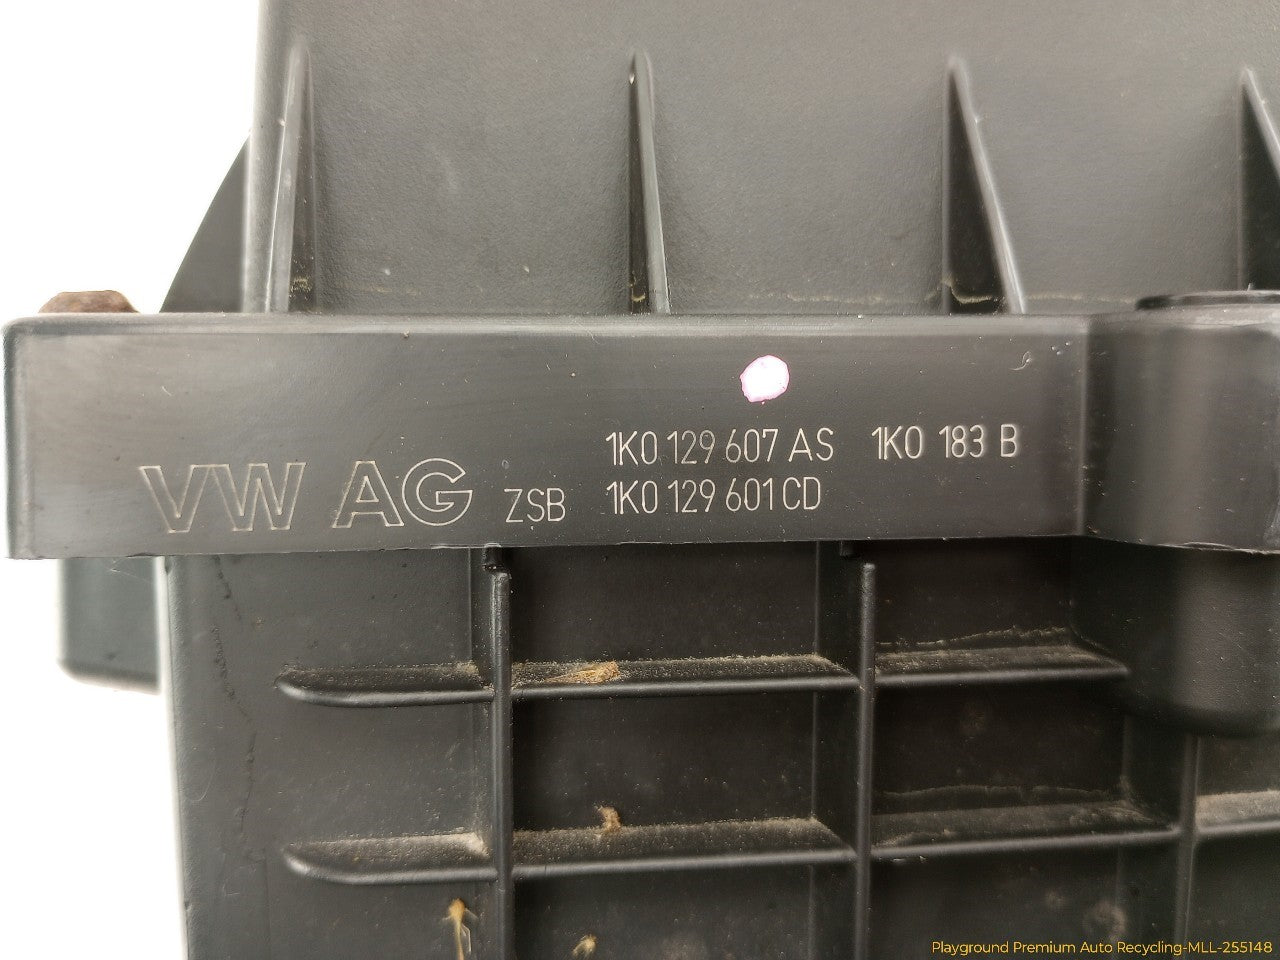 1K0 129 607 AS 1K0 183 B
VW AG ZSB 1K0 129 601 CD
Playground Premium Auto Recycling-MLL-255148